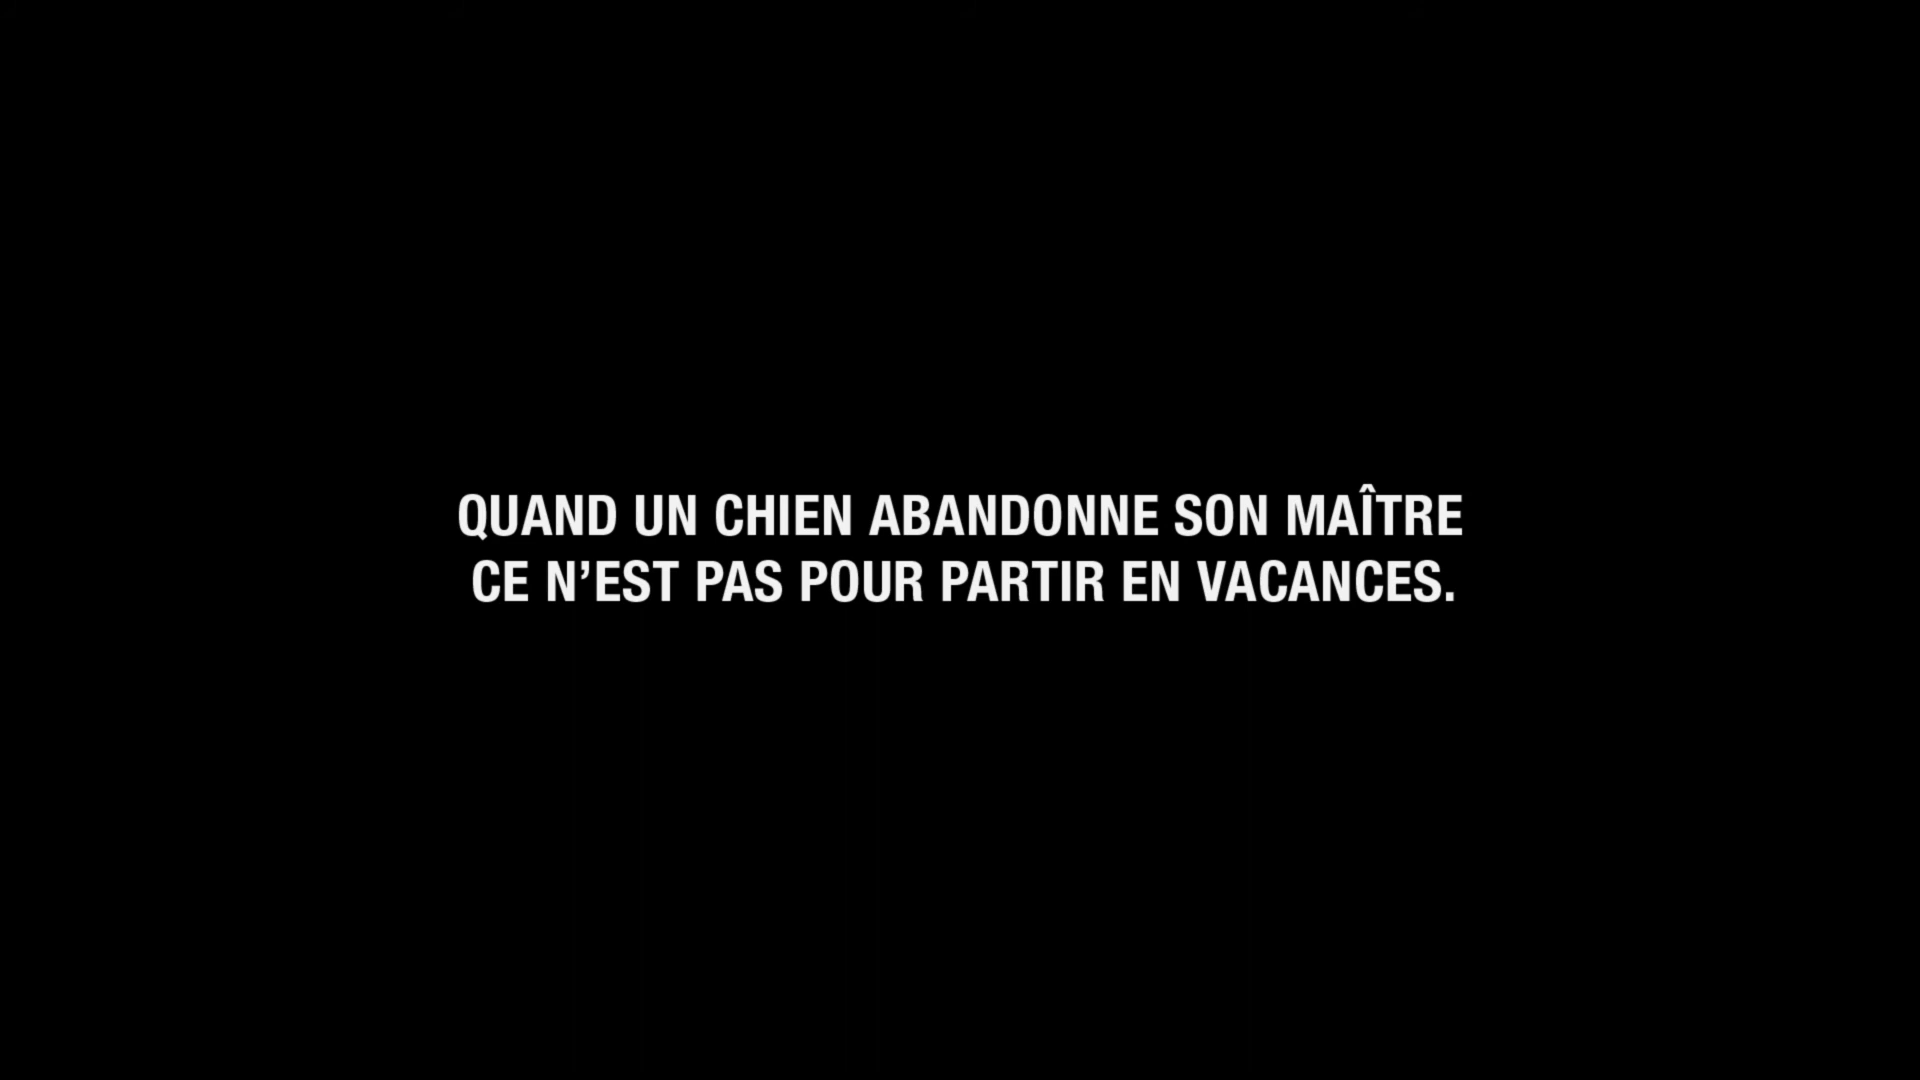 QUAND UN CHIEN ABANDONNE SON MAÎTRE
CE N’EST PAS POUR PARTIR EN VACANCES.